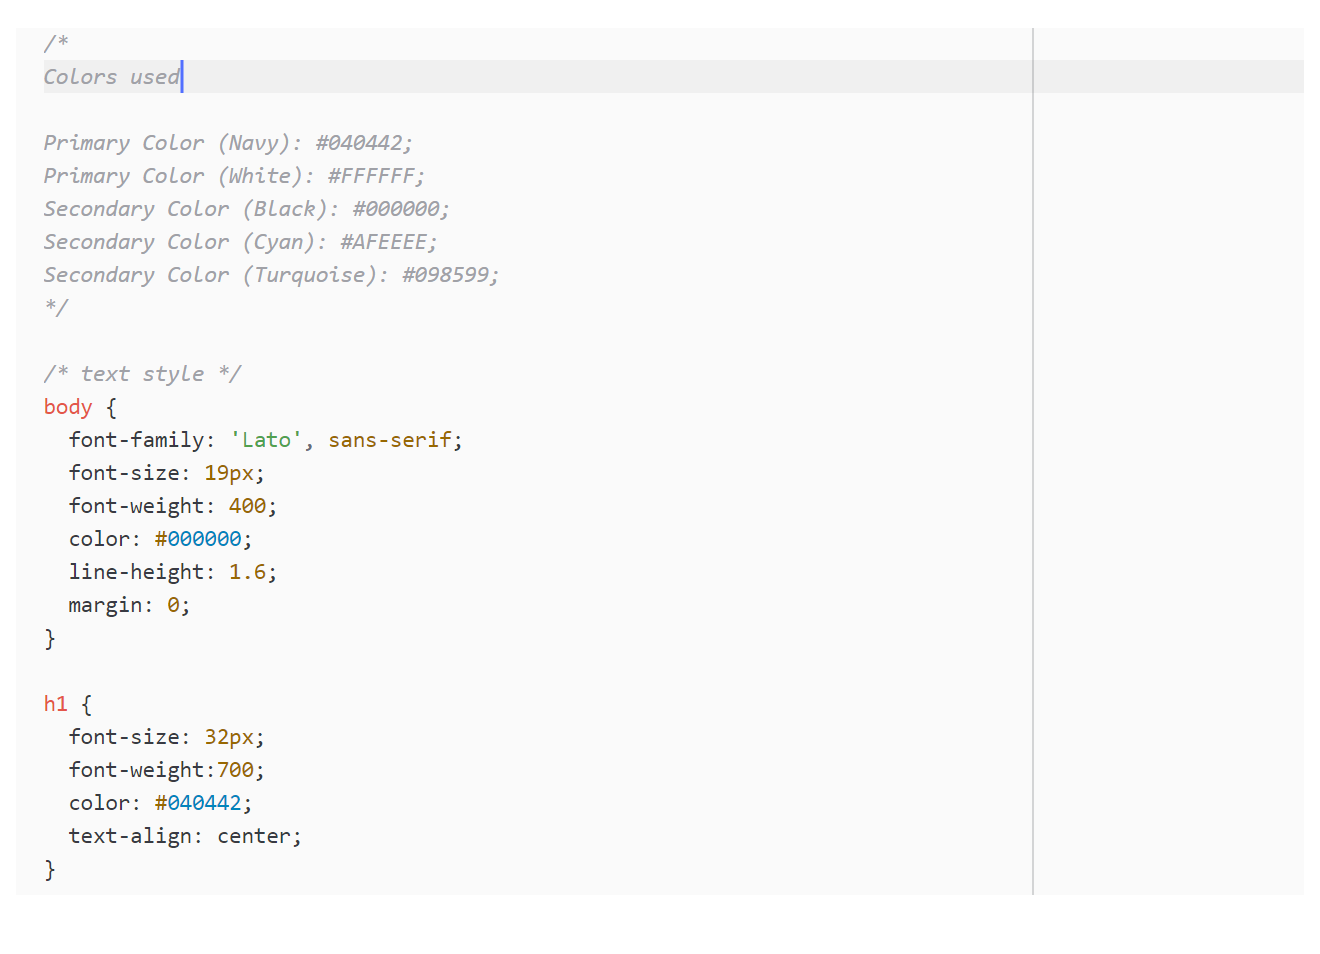 /*
Colors used

Primary Color (Navy): #040442;
Primary Color (White): #FFFFFF;
Secondary Color (Black): #000000;
Secondary Color (Cyan): #AFEEEE;
Secondary Color (Turquoise): #098599;
*/

/* text style */
body {
  font-family: 'Lato', sans-serif;
  font-size: 19px;
  font-weight: 400;
  color: #000000;
  line-height: 1.6;
  margin: 0;
}

h1 {
  font-size: 32px;
  font-weight:700;
  color: #040442;
  text-align: center;
}